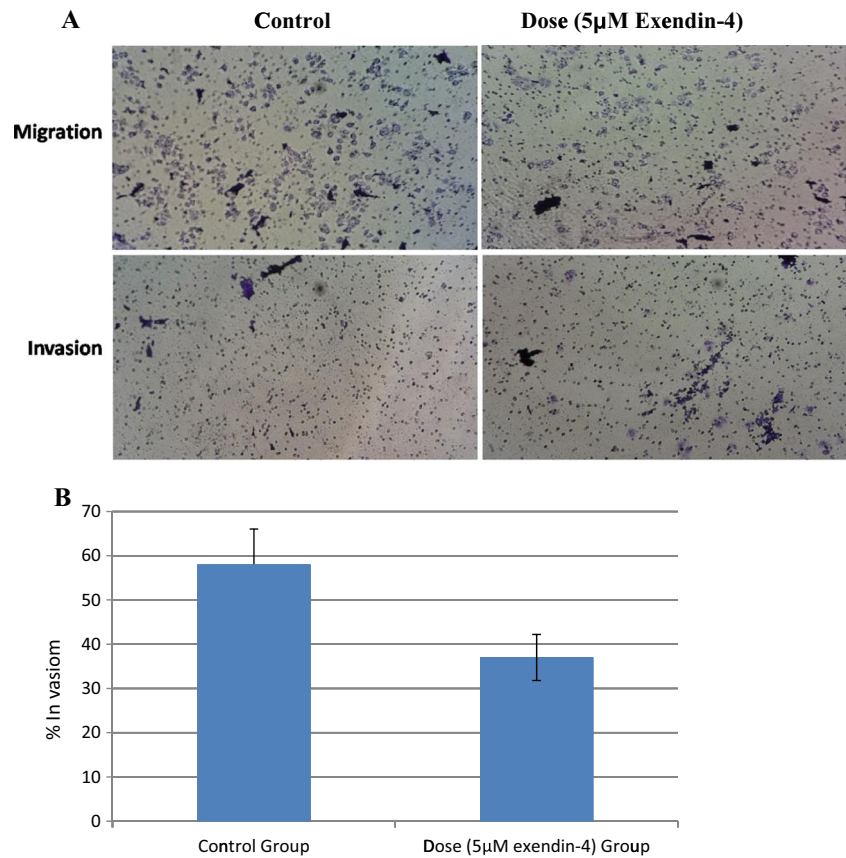 A
Control
Dose (5µM Exendin-4)
Migration
Invasion
B
70
60
50
40
30
20
10
0
% In vasiom
Control Group
Dose (5µM exendin-4) Group